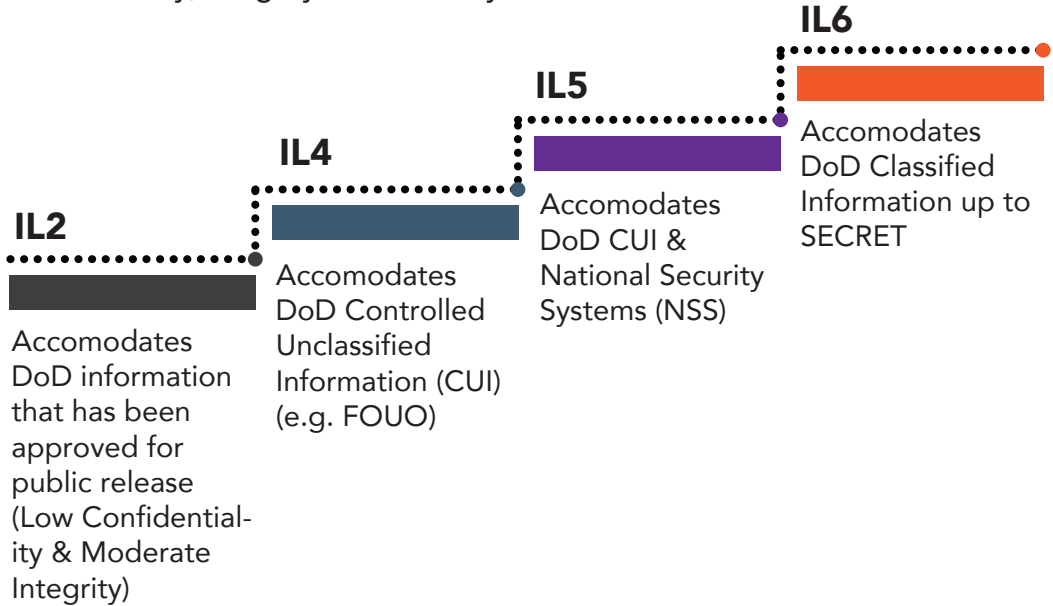 IL2
Accomodates
DoD information
that has been
approved for
public release
(Low Confidential-
ity & Moderate
Integrity)
IL4
Accomodates
DoD Controlled
Unclassified
Information (CUI)
(e.g. FOUO)
IL5
Accomodates
DoD CUI &
National Security
Systems (NSS)
IL6
Accomodates
DoD Classified
Information up to
SECRET